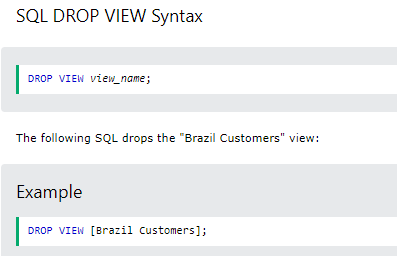 SQL DROP VIEW Syntax
DROP VIEW view_name;
The following SQL drops the "Brazil Customers" view:
Example
DROP VIEW [Brazil Customers];